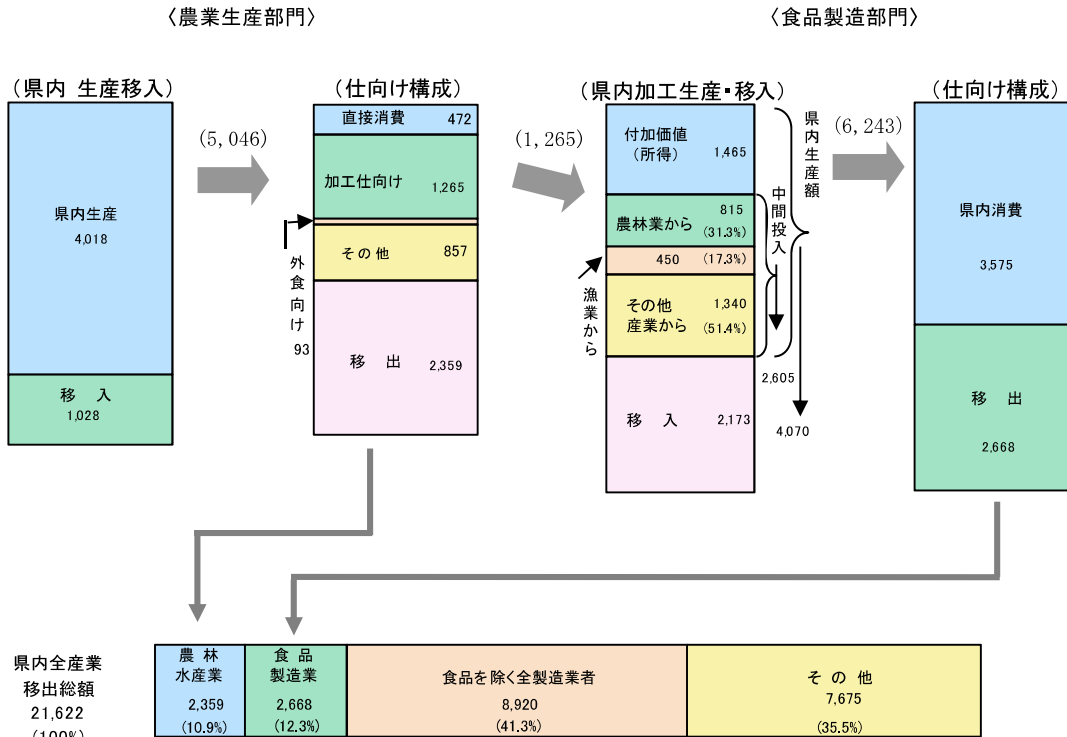 〈農業生産部門〉
〈食品製造部門〉
(県内 生産移入)
(5,046)
(仕向け構成)
(1,265)
(県内加工生産・移入)
(6,243)
(仕向け構成)
県内生産
4,018
移 入
1,028
直接消費 472
加工仕向け 1,265
外食向け 93
その他 857
移 出 2,359
付加価値
(所得) 1,465
農林業から 815
(31.3%)
漁業から
450 (17.3%)
その他 1,340
産業から (51.4%)
移 入 2,173
中間投入
2,605
県内生産額
4,070
県内消費
3,575
移 出
2,668
県内全産業
移出総額
21,622
(100%)
農 林
水産業
2,359
(10.9%)
食 品
製造業
2,668
(12.3%)
食品を除く全製造業者
8,920
(41.3%)
そ の 他
7,675
(35.5%)